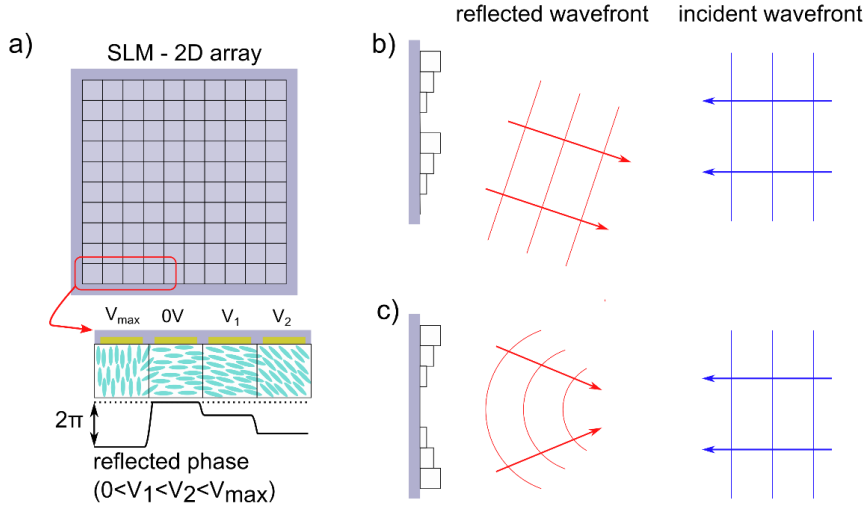 a)
SLM - 2D array
Vmax 0V V1 V2
2π
reflected phase
(0<V1<V2<Vmax)
b)
reflected wavefront incident wavefront
c)